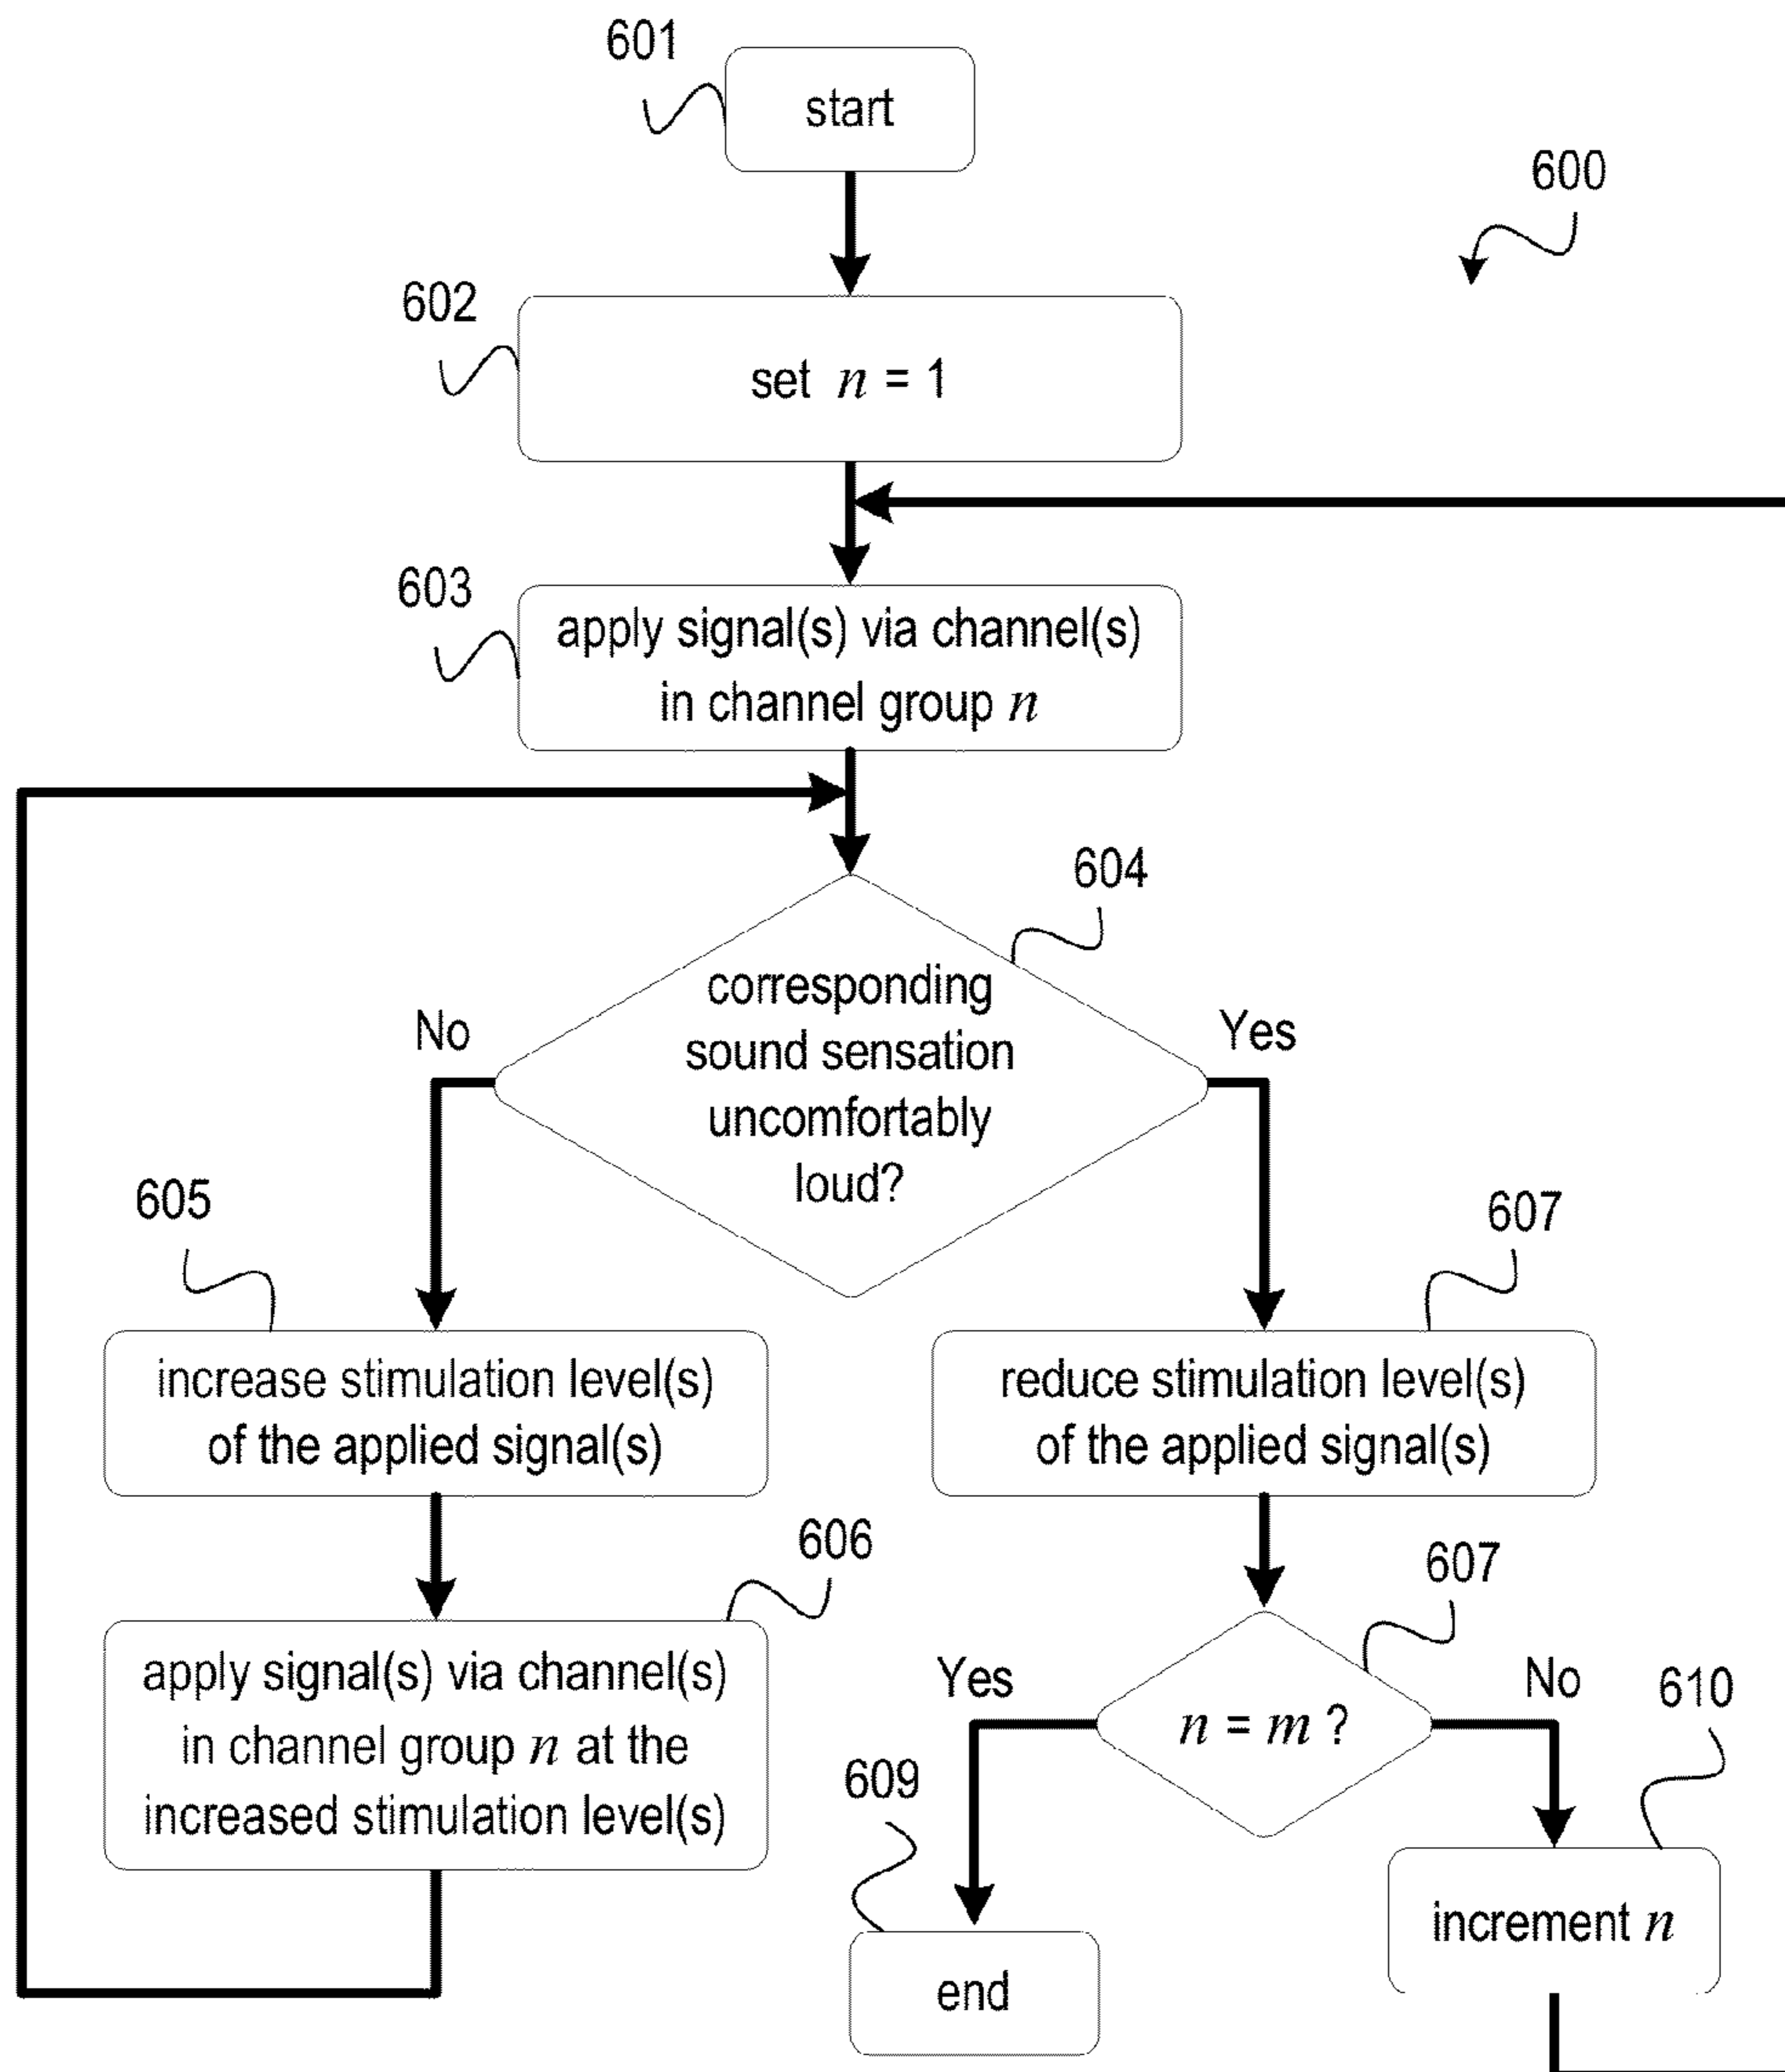 601
start
600
602
set n = 1
603
apply signal(s) via channel(s)
in channel group n
604
corresponding
sound sensation
uncomfortably
loud?
No
Yes
605
increase stimulation level(s)
of the applied signal(s)
607
reduce stimulation level(s)
of the applied signal(s)
606
apply signal(s) via channel(s)
in channel group n at the
increased stimulation level(s)
607
n = m ?
Yes
No
609
end
610
increment n